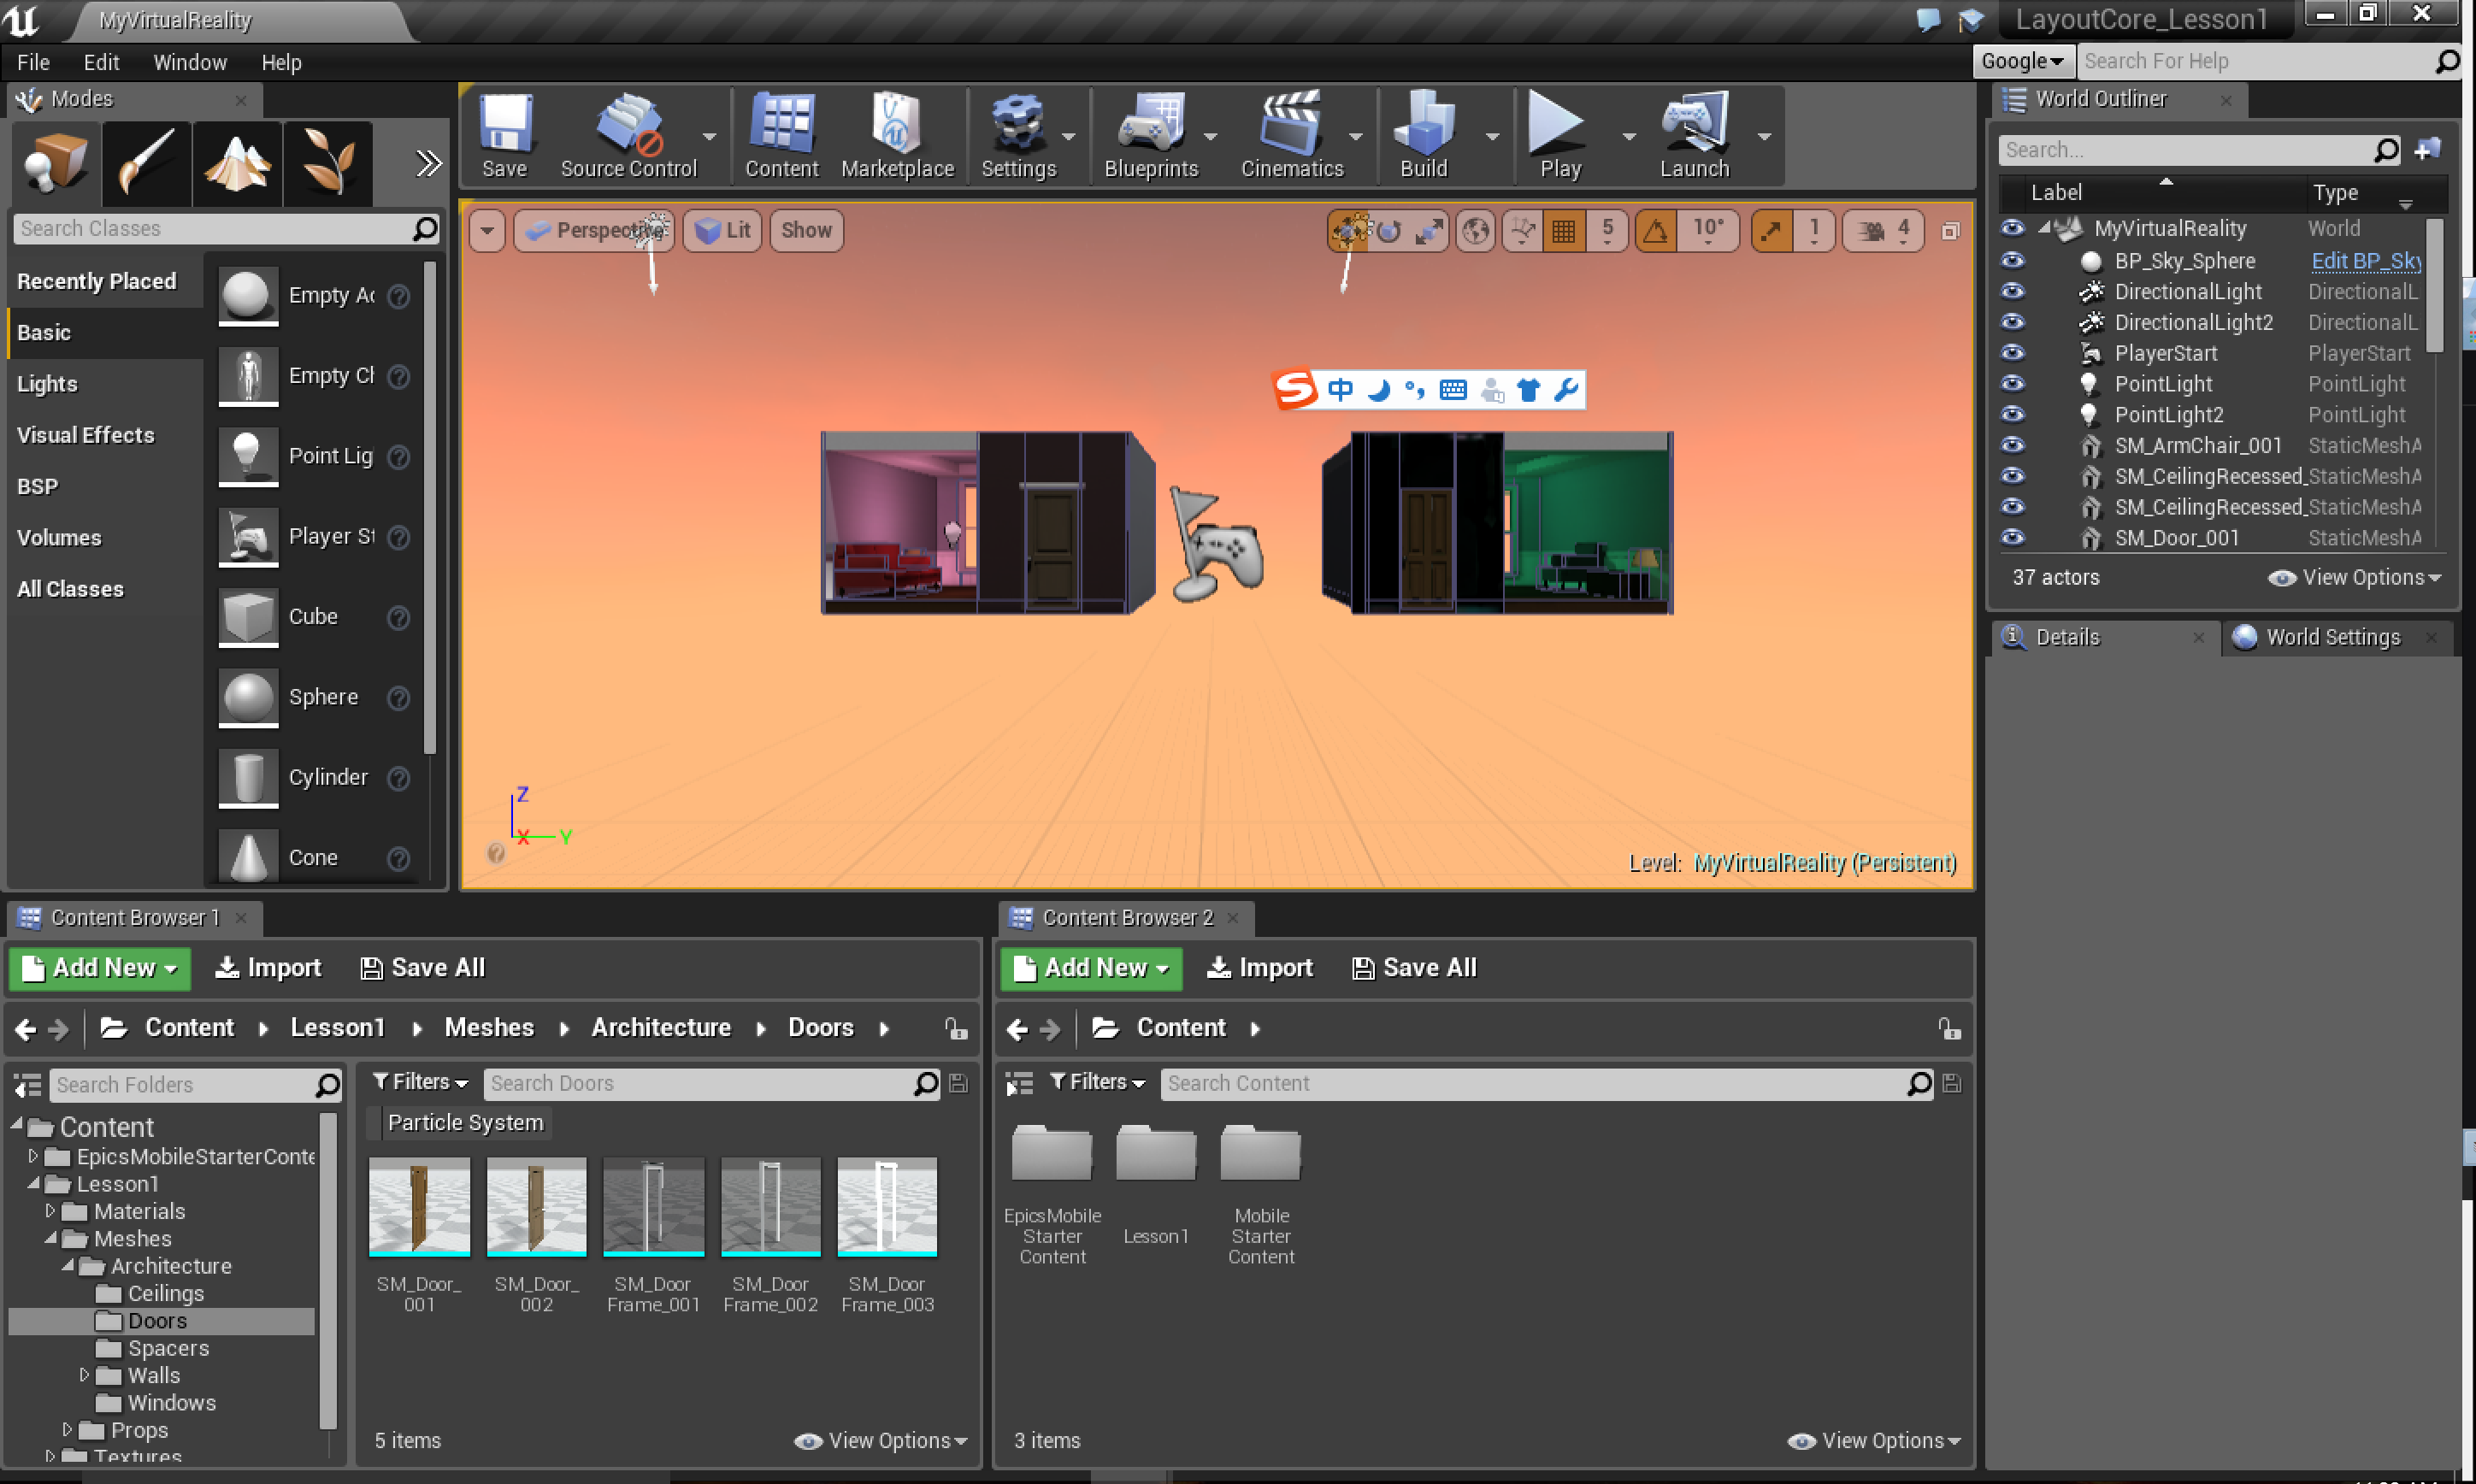 MyVirtualReality
LayoutCore_Lesson1
File Edit Window Help
Google Search For Help
Modes
Search Classes
Recently Placed
Basic
Lights
Visual Effects
BSP
Volumes
All Classes
Empty Ac
Empty Ch
Point Lig
Player St
Cube
Sphere
Cylinder
Cone
Save Source Control Content Marketplace Settings Blueprints Cinematics Build Play Launch
Perspective Lit Show
5 10° 1 4
中
Z
X Y
Level: MyVirtualReality (Persistent)
World Outliner
Search...
Label Type
MyVirtualReality World
BP_Sky_Sphere Edit BP_Sky
DirectionalLight DirectionalL
DirectionalLight2 DirectionalL
PlayerStart PlayerStart
PointLight PointLight
PointLight2 PointLight
SM_ArmChair_001 StaticMeshA
SM_CeilingRecessed_ StaticMeshA
SM_CeilingRecessed_ StaticMeshA
SM_Door_001 StaticMeshA
37 actors View Options
Details World Settings
Content Browser 1
Add New Import Save All
Content Lesson1 Meshes Architecture Doors
Search Folders
Content
EpicsMobileStarterConte
Lesson1
Materials
Meshes
Architecture
Ceilings
Doors
Spacers
Walls
Windows
Props
Textures
Filters Search Doors
Particle System
SM_Door_
001
SM_Door_
002
SM_Door
Frame_001
SM_Door
Frame_002
SM_Door
Frame_003
5 items View Options
Content Browser 2
Add New Import Save All
Content
Filters Search Content
EpicsMobile
Starter
Content
Lesson1
Mobile
Starter
Content
3 items View Options